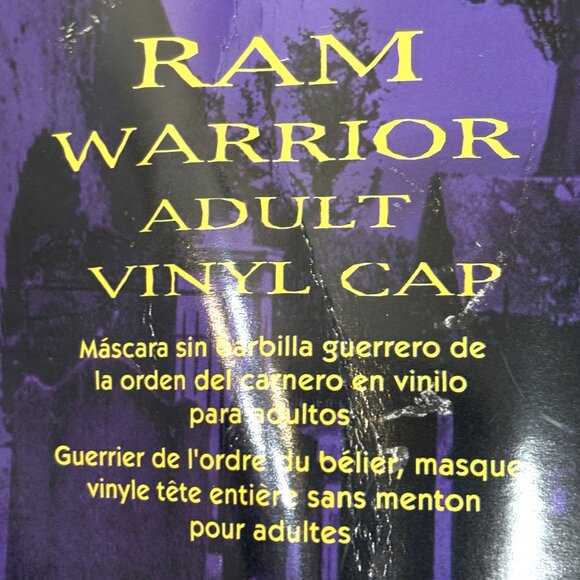 RAM
WARRIOR
ADULT
VINYL CAP
Máscara sin barbilla guerrero de
la orden del carnero en vinilo
para adultos
Guerrier de l'ordre du bélier, masque
vinyle tête entière sans menton
pour adultes